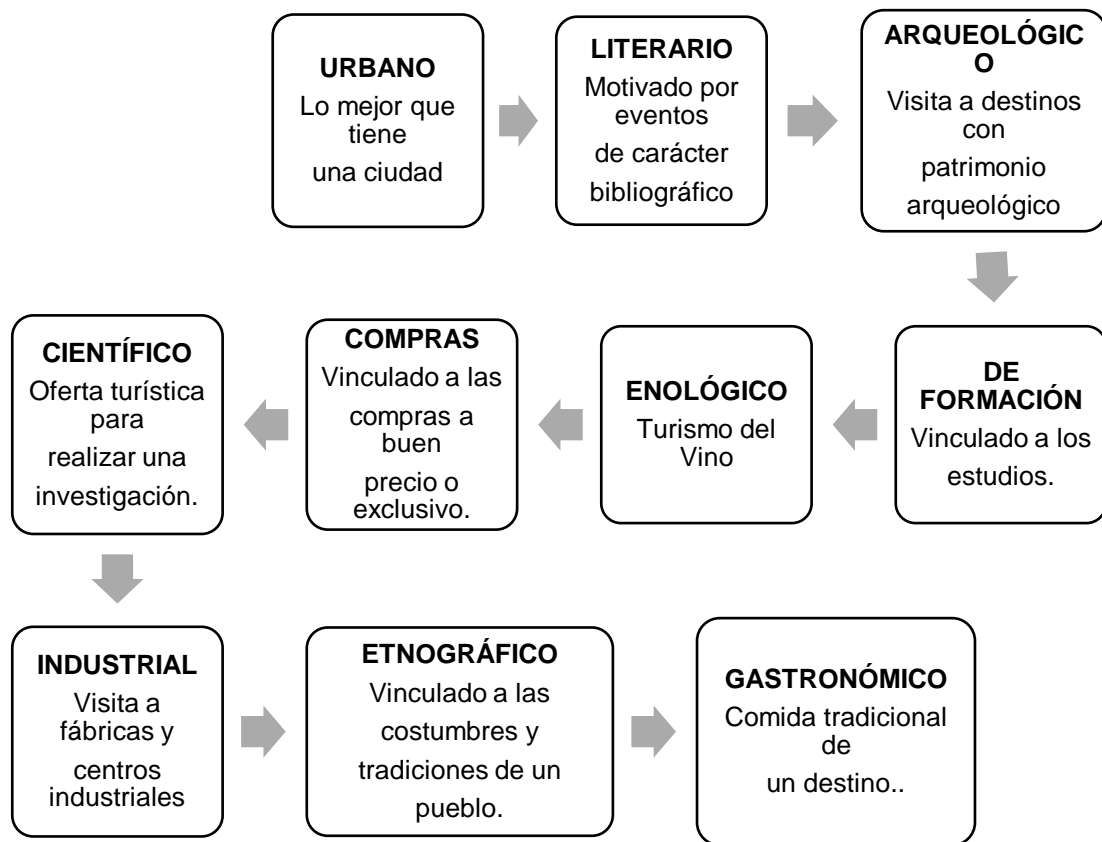 URBANO
Lo mejor que
tiene
una ciudad
LITERARIO
Motivado por
eventos
de carácter
bibliográfico
ARQUEOLÓGIC
O
Visita a destinos
con
patrimonio
arqueológico
DE
FORMACIÓN
Vinculado a los
estudios.
ENOLÓGICO
Turismo del
Vino
COMPRAS
Vinculado a las
compras a
buen
precio o
exclusivo.
CIENTÍFICO
Oferta turística
para
realizar una
investigación.
INDUSTRIAL
Visita a
fábricas y
centros
industriales
ETNOGRÁFICO
Vinculado a las
costumbres y
tradiciones de un
pueblo.
GASTRONÓMICO
Comida tradicional
de
un destino..